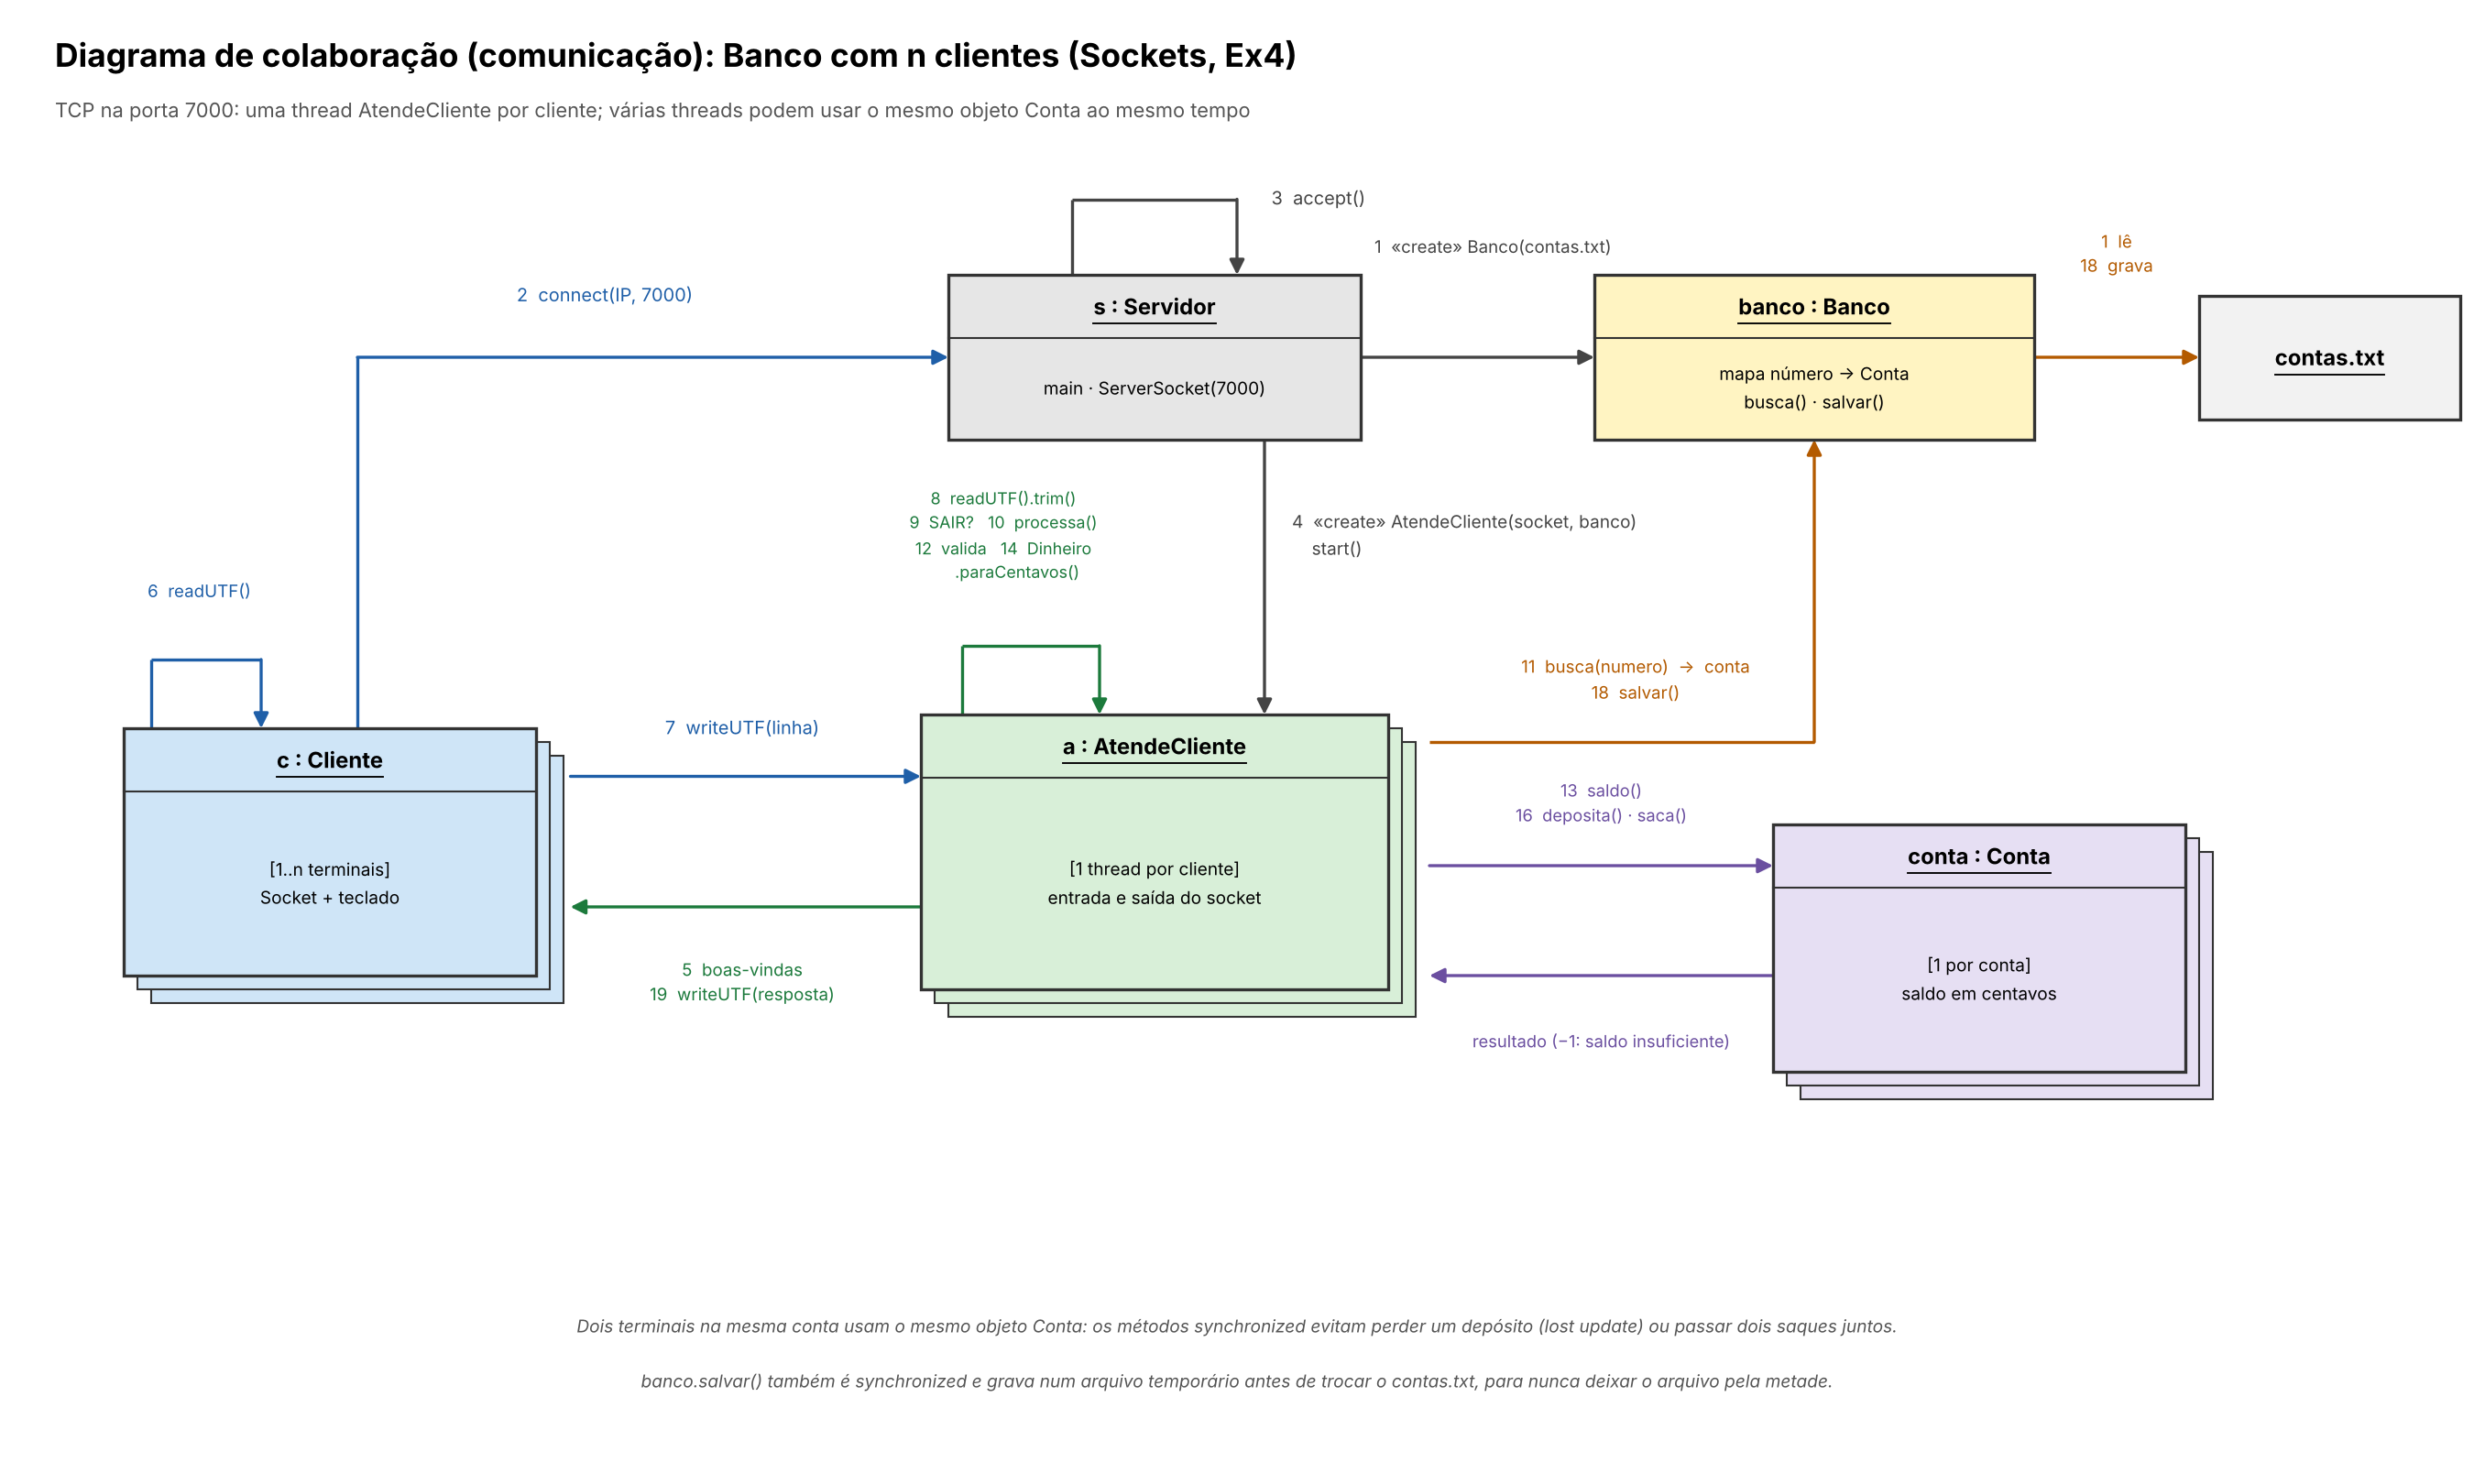 Diagrama de colaboração (comunicação): Banco com n clientes (Sockets, Ex4)
TCP na porta 7000: uma thread AtendeCliente por cliente; várias threads podem usar o mesmo objeto Conta ao mesmo tempo
3 accept()
1 «create» Banco(contas.txt)
1 lê
18 grava
2 connect(IP, 7000)
s : Servidor
main · ServerSocket(7000)
banco : Banco
mapa número → Conta
busca() · salvar()
contas.txt
8 readUTF().trim()
9 SAIR? 10 processa()
12 valida 14 Dinheiro
.paraCentavos()
4 «create» AtendeCliente(socket, banco)
start()
6 readUTF()
11 busca(numero) → conta
18 salvar()
7 writeUTF(linha)
c : Cliente
[1..n terminais]
Socket + teclado
a : AtendeCliente
[1 thread por cliente]
entrada e saída do socket
13 saldo()
16 deposita() · saca()
conta : Conta
[1 por conta]
saldo em centavos
5 boas-vindas
19 writeUTF(resposta)
resultado (−1: saldo insuficiente)
Dois terminais na mesma conta usam o mesmo objeto Conta: os métodos synchronized evitam perder um depósito (lost update) ou passar dois saques juntos.
banco.salvar() também é synchronized e grava num arquivo temporário antes de trocar o contas.txt, para nunca deixar o arquivo pela metade.